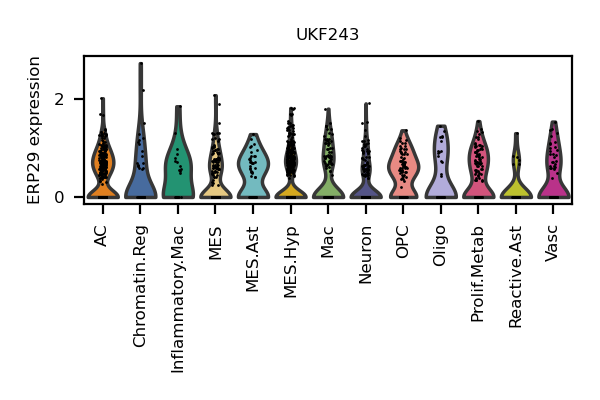 UKF243
ERP29 expression
2
0
AC
Chromatin.Reg
Inflammatory.Mac
MES
MES.Ast
MES.Hyp
Mac
Neuron
OPC
Oligo
Prolif.Metab
Reactive.Ast
Vasc